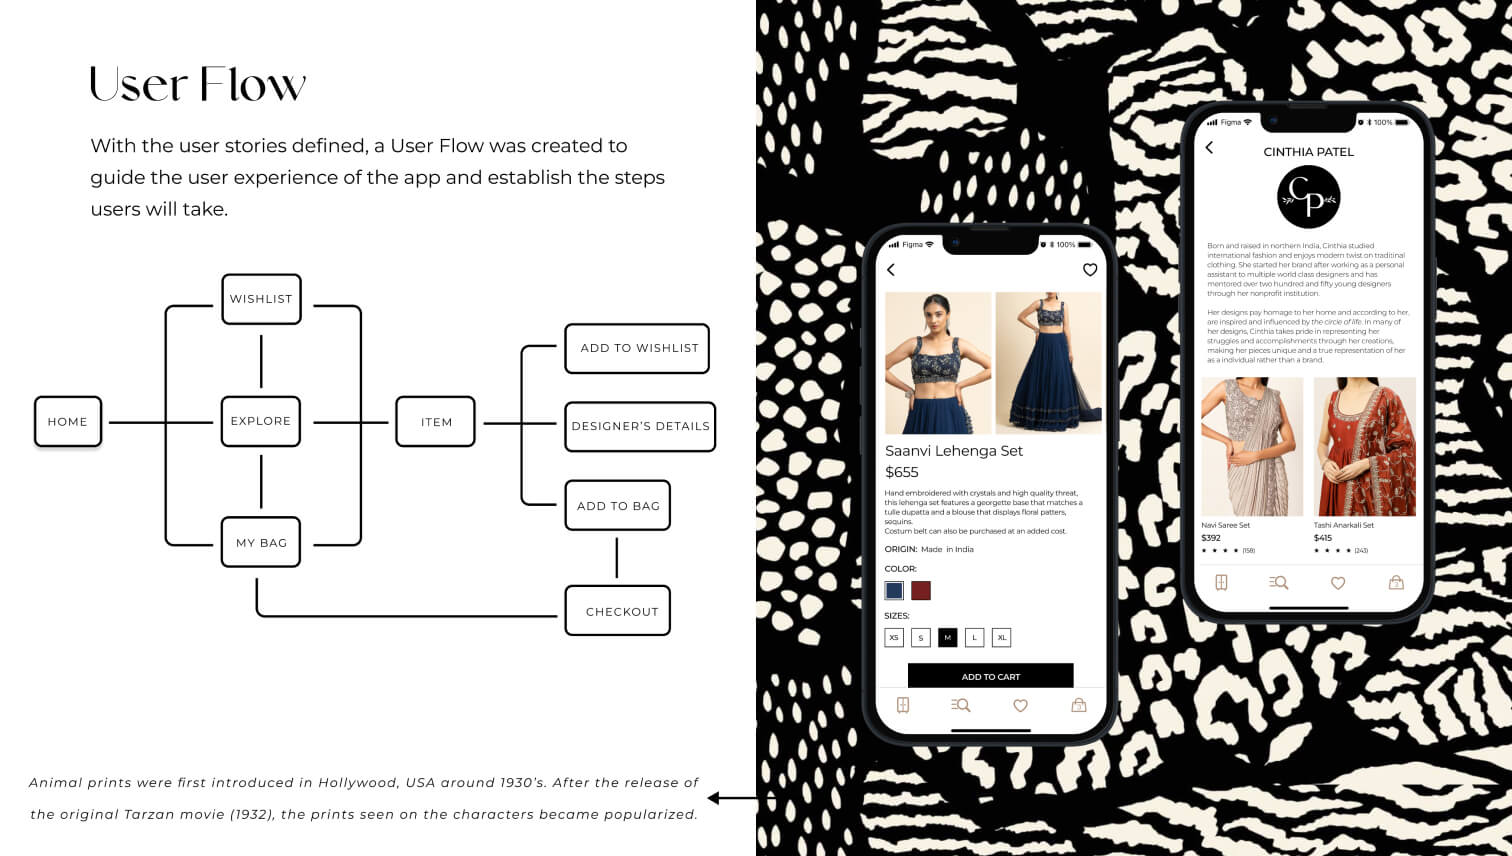 User Flow
With the user stories defined, a User Flow was created to
guide the user experience of the app and establish the steps
users will take.
WISHLIST
ADD TO WISHLIST
HOME
EXPLORE
ITEM
DESIGNER'S DETAILS
ADD TO BAG
MY BAG
CHECKOUT
Animal prints were first introduced in Hollywood, USA around 1930's. After the release of
the original Tarzan movie (1932), the prints seen on the characters became popularized.
Figma
100%
Saanvi Lehenga Set
$655
Hand embroidered with crystals and high quality threat,
this lehenga set features a georgette base that matches a
tulle dupatta and a blouse that displays floral patters,
sequins.
Costum belt can also be purchased at an added cost.
ORIGIN: Made in India
COLOR:
SIZES:
XS S M L XL
ADD TO CART
3
Figma
100%
CINTHIA PATEL
CP
Born and raised in northern India, Cinthia studied
international fashion and enjoys modern twist on traditinal
clothing. She started her brand after working as a personal
assistant to multiple world class designers and has
mentored over two hundred and fifty young designers
through her nonprofit institution.
Her designs pay homage to her home and according to her,
are inspired and influenced by the circle of life. In many of
her designs, Cinthia takes pride in representing her
struggles and accomplishments through her creations,
making her pieces unique and a true representation of her
as a individual rather than a brand.
Navi Saree Set
$392
(158)
Tashi Anarkali Set
$415
(243)
3